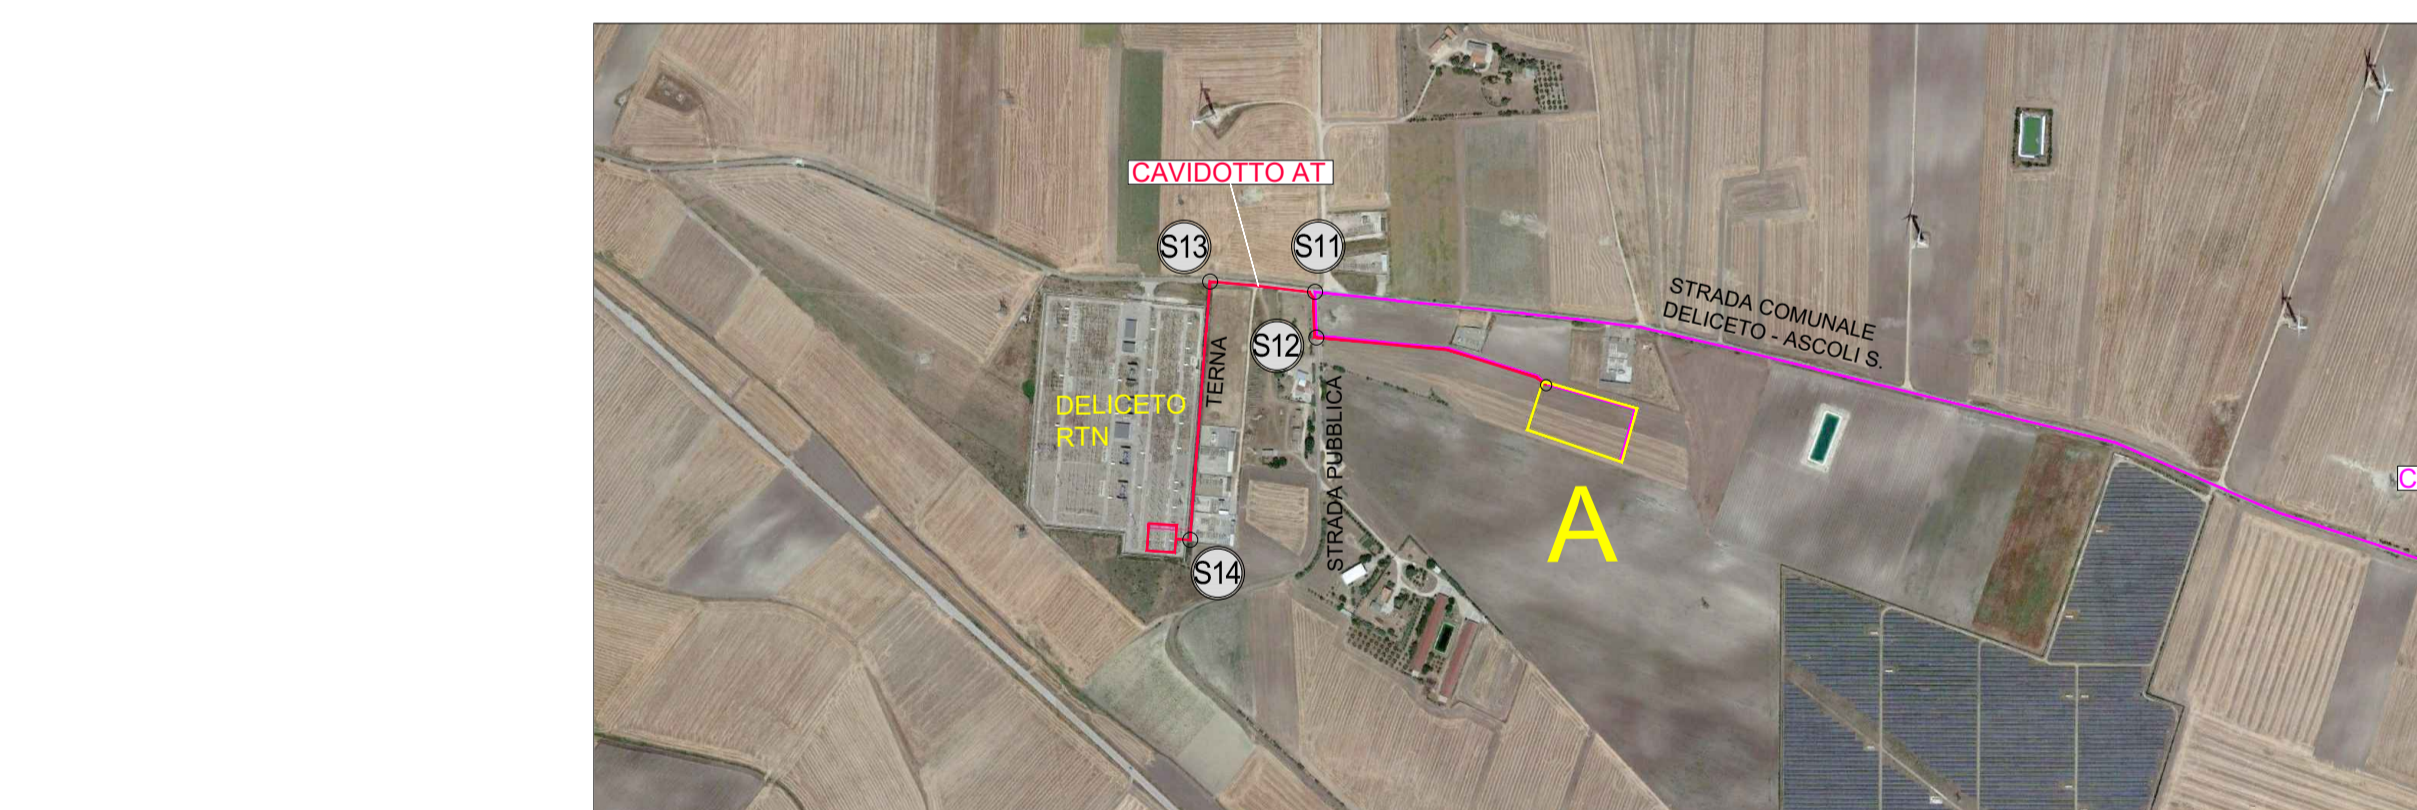 CAVIDOTTO AT
S13
S11
STRADA COMUNALE
DELICETO - ASCOLI S.
S12
TERNA
STRADA PUBBLICA
DELICETO
RTN
C
A
S14